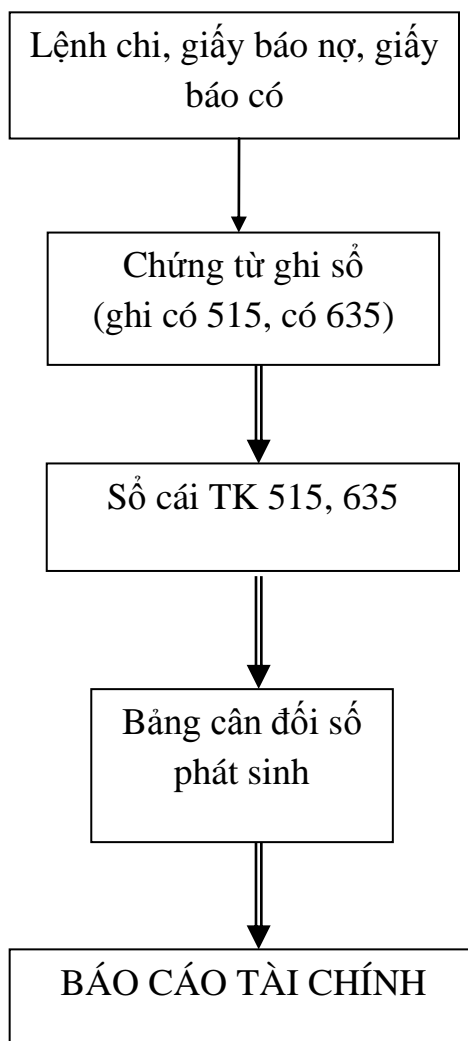 Lệnh chi, giấy báo nợ, giấy
báo có
Chứng từ ghi sổ
(ghi có 515, có 635)
Sổ cái TK 515, 635
Bảng cân đối số
phát sinh
BÁO CÁO TÀI CHÍNH